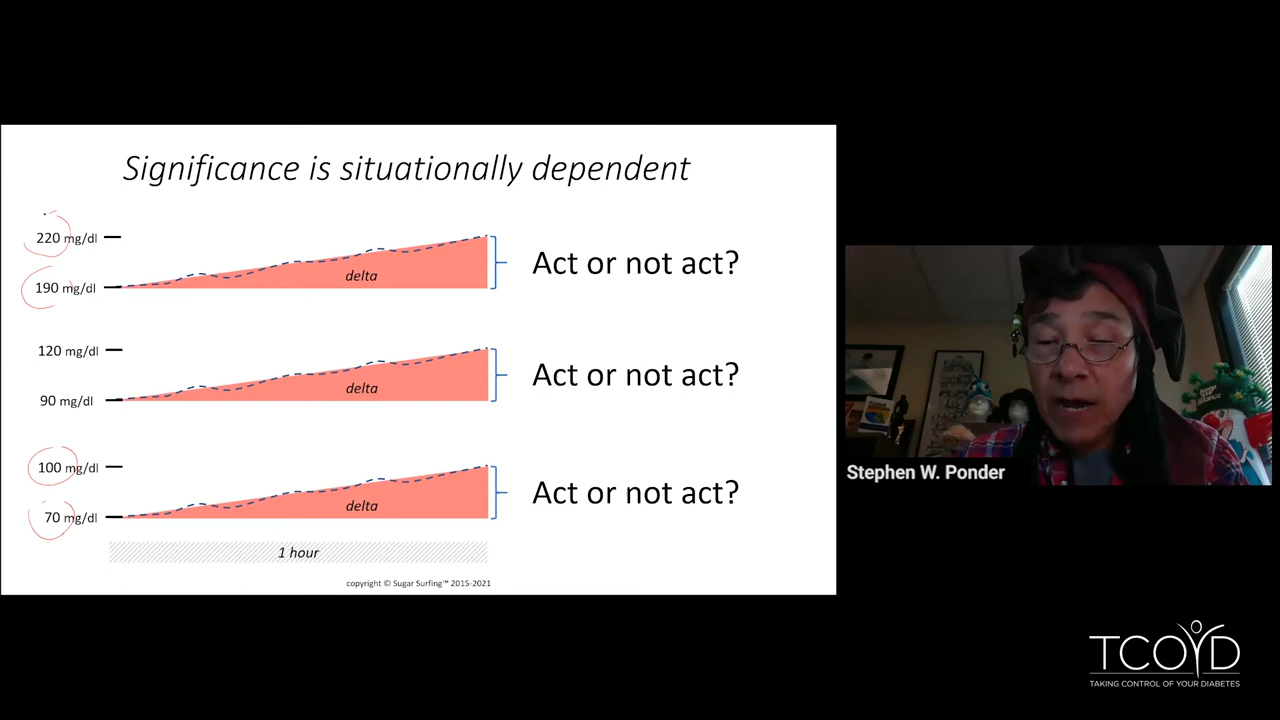 Significance is situationally dependent
220 mg/dl
delta
190 mg/dl
Act or not act?
120 mg/dl
delta
90 mg/dl
Act or not act?
100 mg/dl
delta
70 mg/dl
Act or not act?
1 hour
copyright © Sugar Surfing™ 2015-2021
Stephen W. Ponder
TCOYD
TAKING CONTROL OF YOUR DIABETES